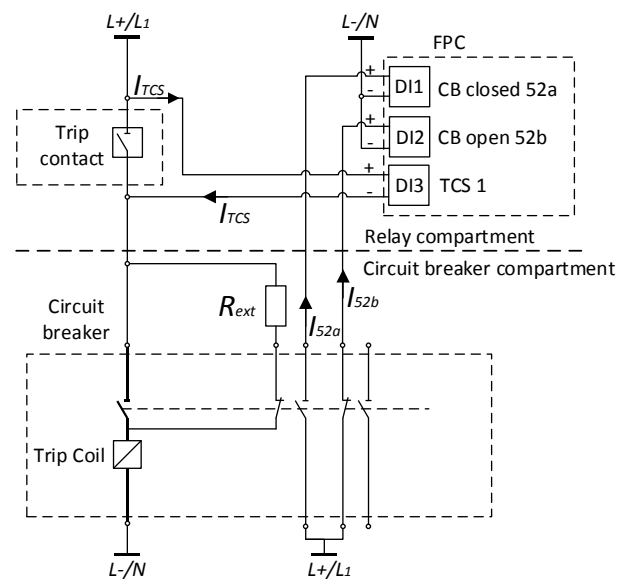 L+/L1
L-/N
FPC
ITCS
+
DI1
-
CB closed 52a
Trip
contact
+
DI2
-
CB open 52b
+
DI3
-
TCS 1
ITCS
Relay compartment
Circuit breaker compartment
Circuit
breaker
Rext
I52a
I52b
Trip Coil
L-/N
L+/L1